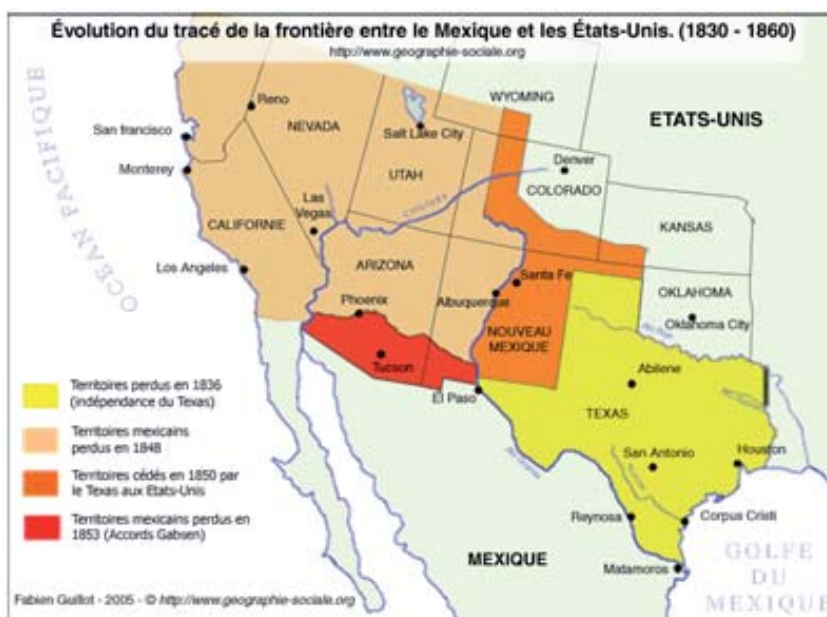 Évolution du tracé de la frontière entre le Mexique et les États-Unis. (1830 - 1860)
http://www.geographie-sociale.org
WYOMING
ETATS-UNIS
Reno
NEVADA
San francisco
Salt Lake City
Denver
Monterey
UTAH
COLORADO
OCEAN PACIFIQUE
Las
Vegas
KANSAS
CALIFORNIE
Los Angeles
ARIZONA
Santa Fe
OKLAHOMA
Phoenix
Albuquerque
Oklahoma City
NOUVEAU
MEXIQUE
Tucson
Abilene
El Paso
TEXAS
Territoires perdus en 1836
(indépendance du Texas)
Territoires mexicains
perdus en 1848
San Antonio
Houston
Territoires cédés en 1850 par
le Texas aux Etats-Unis
Territoires mexicains perdus en
1853 (Accords Gabsen)
Reynosa
Corpus Cristi
MEXIQUE
Matamoros
GOLFE
DU
MEXIQUE
Fabien Guillot - 2005 - © http://www.geographie-sociale.org